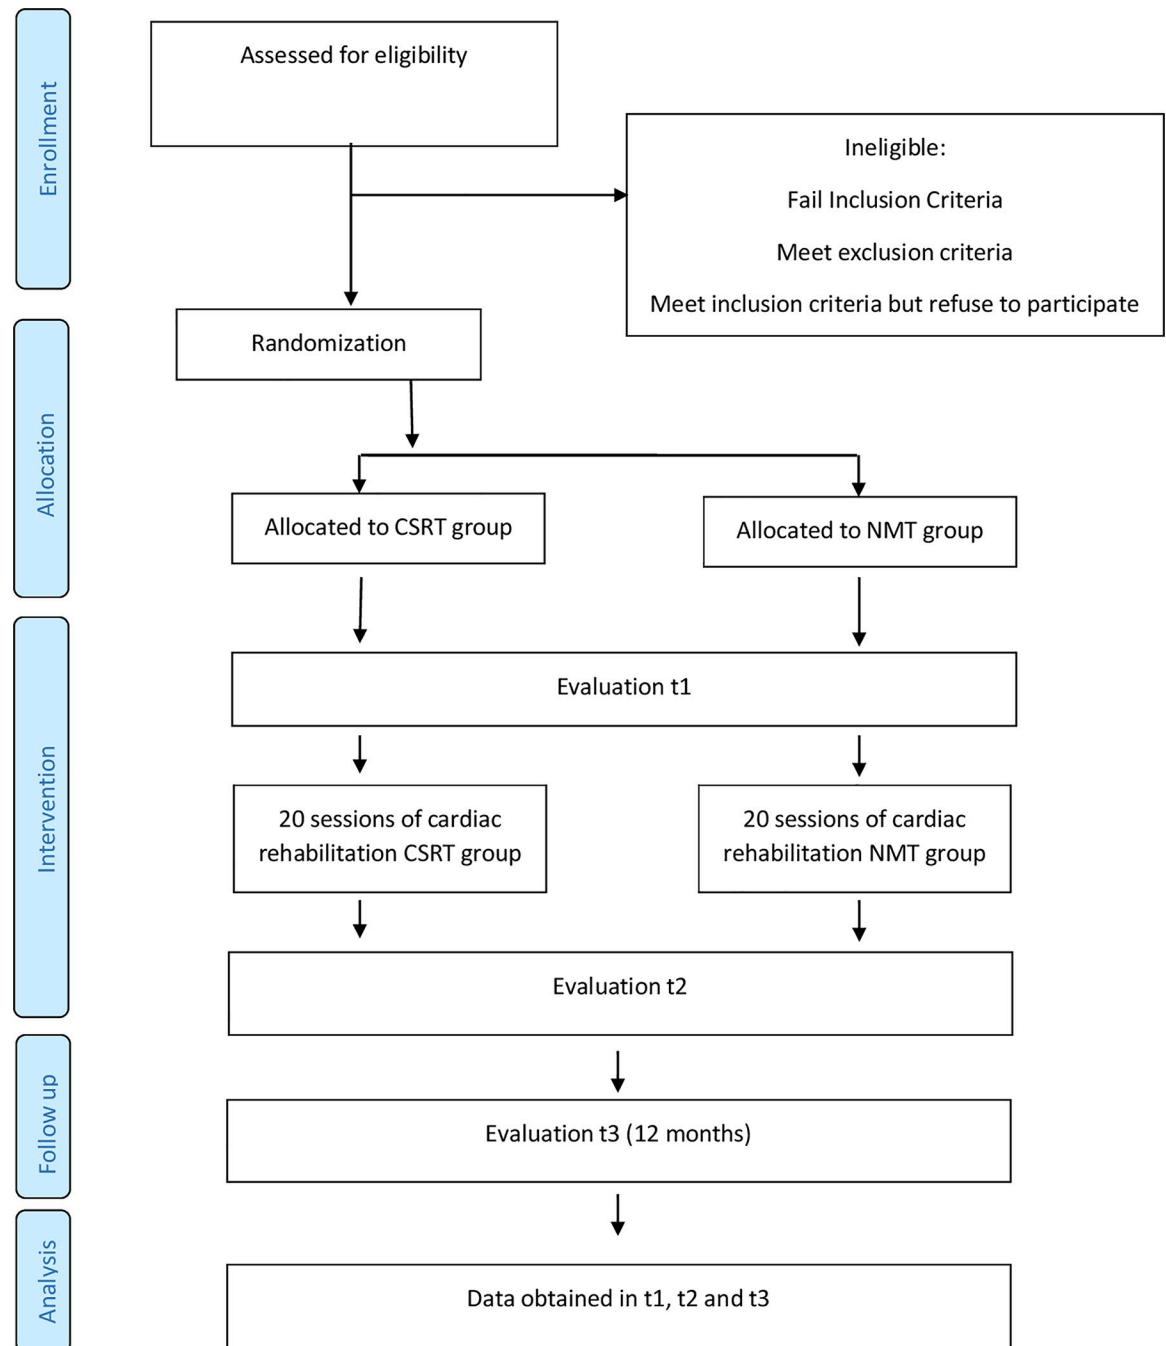 Enrollment
Assessed for eligibility
Ineligible:
Fail Inclusion Criteria
Meet exclusion criteria
Meet inclusion criteria but refuse to participate
Randomization
Allocation
Allocated to CSRT group
Allocated to NMT group
Intervention
Evaluation t1
20 sessions of cardiac
rehabilitation CSRT group
20 sessions of cardiac
rehabilitation NMT group
Evaluation t2
Follow up
Evaluation t3 (12 months)
Analysis
Data obtained in t1, t2 and t3